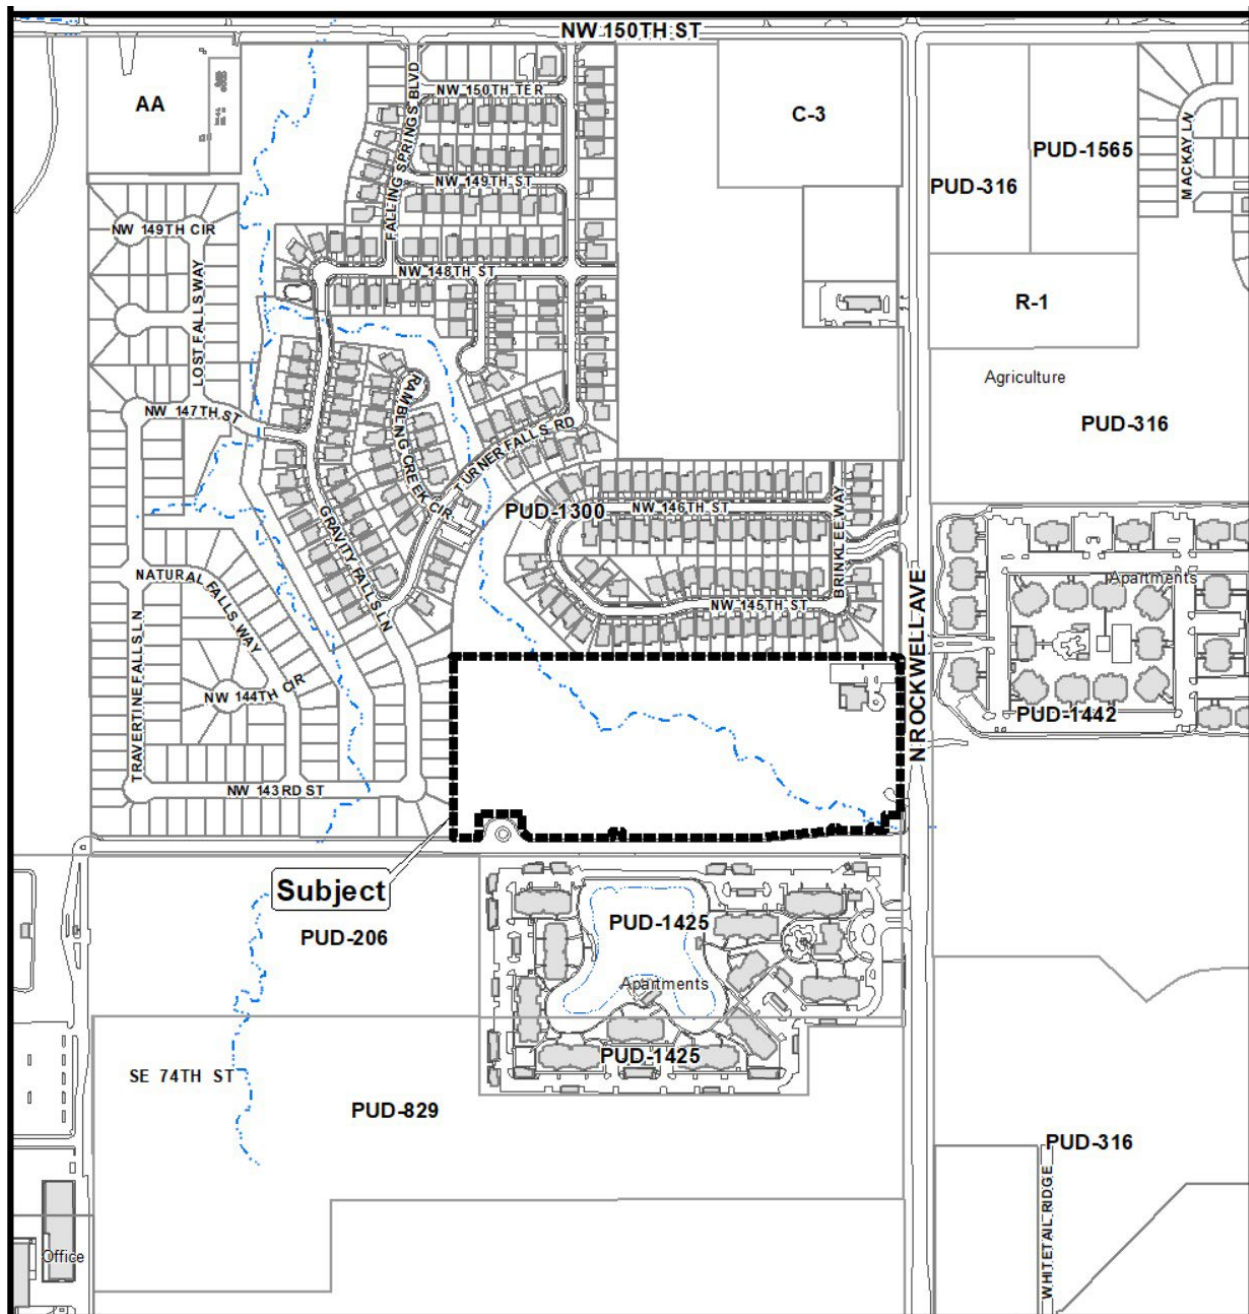 NW 150TH ST
AA
FALLING SPRINGS BLVD
NW 150TH TER
C-3
PUD-1565
PUD-316
MACKAY LN
NW 149TH ST
NW 149TH CIR
LOST FALLS WAY
NW 148TH ST
R-1
Agriculture
PUD-316
NW 147TH ST
RAMBLING CREEK CIR
TURNER FALLS RD
GRAVITY FALLS LN
PUD-1300
NW 146TH ST
BRINKLEE WAY
NW 145TH ST
N ROCKWELL AVE
Apartments
PUD-1442
NATURAL FALLS WAY
TRAVERTINE FALLS LN
NW 144TH CIR
NW 143RD ST
Subject
PUD-206
PUD-1425
Apartments
PUD-1425
SE 74TH ST
PUD-829
PUD-316
WHITETAIL RIDGE
Office